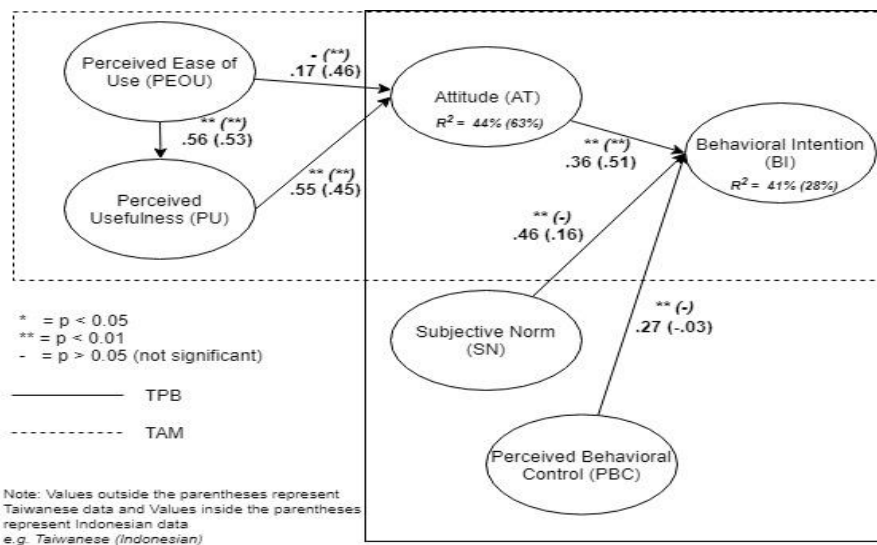 Perceived Ease of
Use (PEOU)
- (**)
.17 (.46)
Attitude (AT)
R² = 44% (63%)
** (**)
.56 (.53)
** (**)
.36 (.51)
Behavioral Intention
(BI)
R² = 41% (28%)
Perceived
Usefulness (PU)
** (**)
.55 (.45)
** (-)
.46 (.16)
** (-)
.27 (-.03)
Subjective Norm
(SN)
Perceived Behavioral
Control (PBC)
* = p < 0.05
** = p < 0.01
- = p > 0.05 (not significant)
TPB
TAM
Note: Values outside the parentheses represent
Taiwanese data and Values inside the parentheses
represent Indonesian data
e.g. Taiwanese (Indonesian)